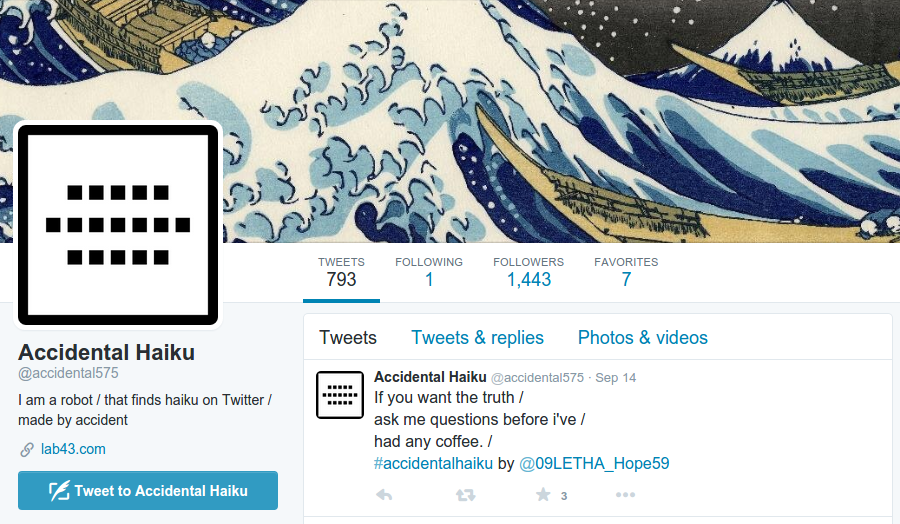 TWEETS FOLLOWING FOLLOWERS FAVORITES
793 1 1,443 7
Accidental Haiku
@accidental575
I am a robot / that finds haiku on Twitter /
made by accident
lab43.com
Tweet to Accidental Haiku
Tweets Tweets & replies Photos & videos
Accidental Haiku @accidental575 · Sep 14
If you want the truth /
ask me questions before i've /
had any coffee. /
#accidentalhaiku by @09LETHA_Hope59
3